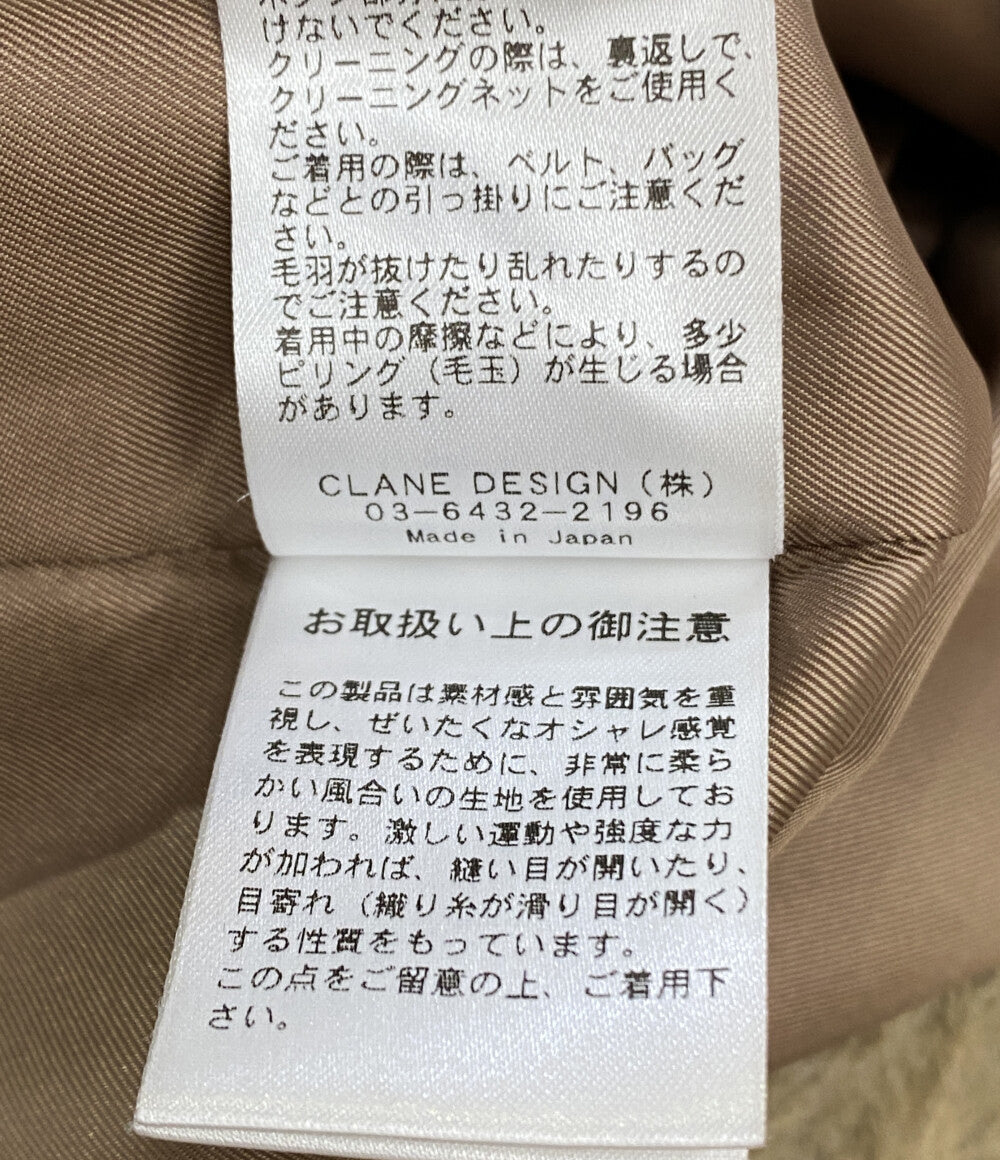 けないでください。
クリーニングの際は、裏返しで、
クリーニングネットをご使用く
ださい。
ご着用の際は、ベルト、バッグ
などとの引っ掛りにご注意くだ
さい。
毛羽が抜けたり乱れたりするの
でご注意ください。
着用中の摩擦などにより、多少
ピリング（毛玉）が生じる場合
があります。
CLANE DESIGN（株）
03-6432-2196
Made in Japan
お取扱い上の御注意
この製品は素材感と雰囲気を重
視し、ぜいたくなオシャレ感覚
を表現するために、非常に柔ら
かい風合いの生地を使用してお
ります。激しい運動や強度な力
が加われば、縫い目が開いたり、
目寄れ（織り糸が滑り目が開く）
する性質をもっています。
この点をご留意の上、ご着用下
さい。